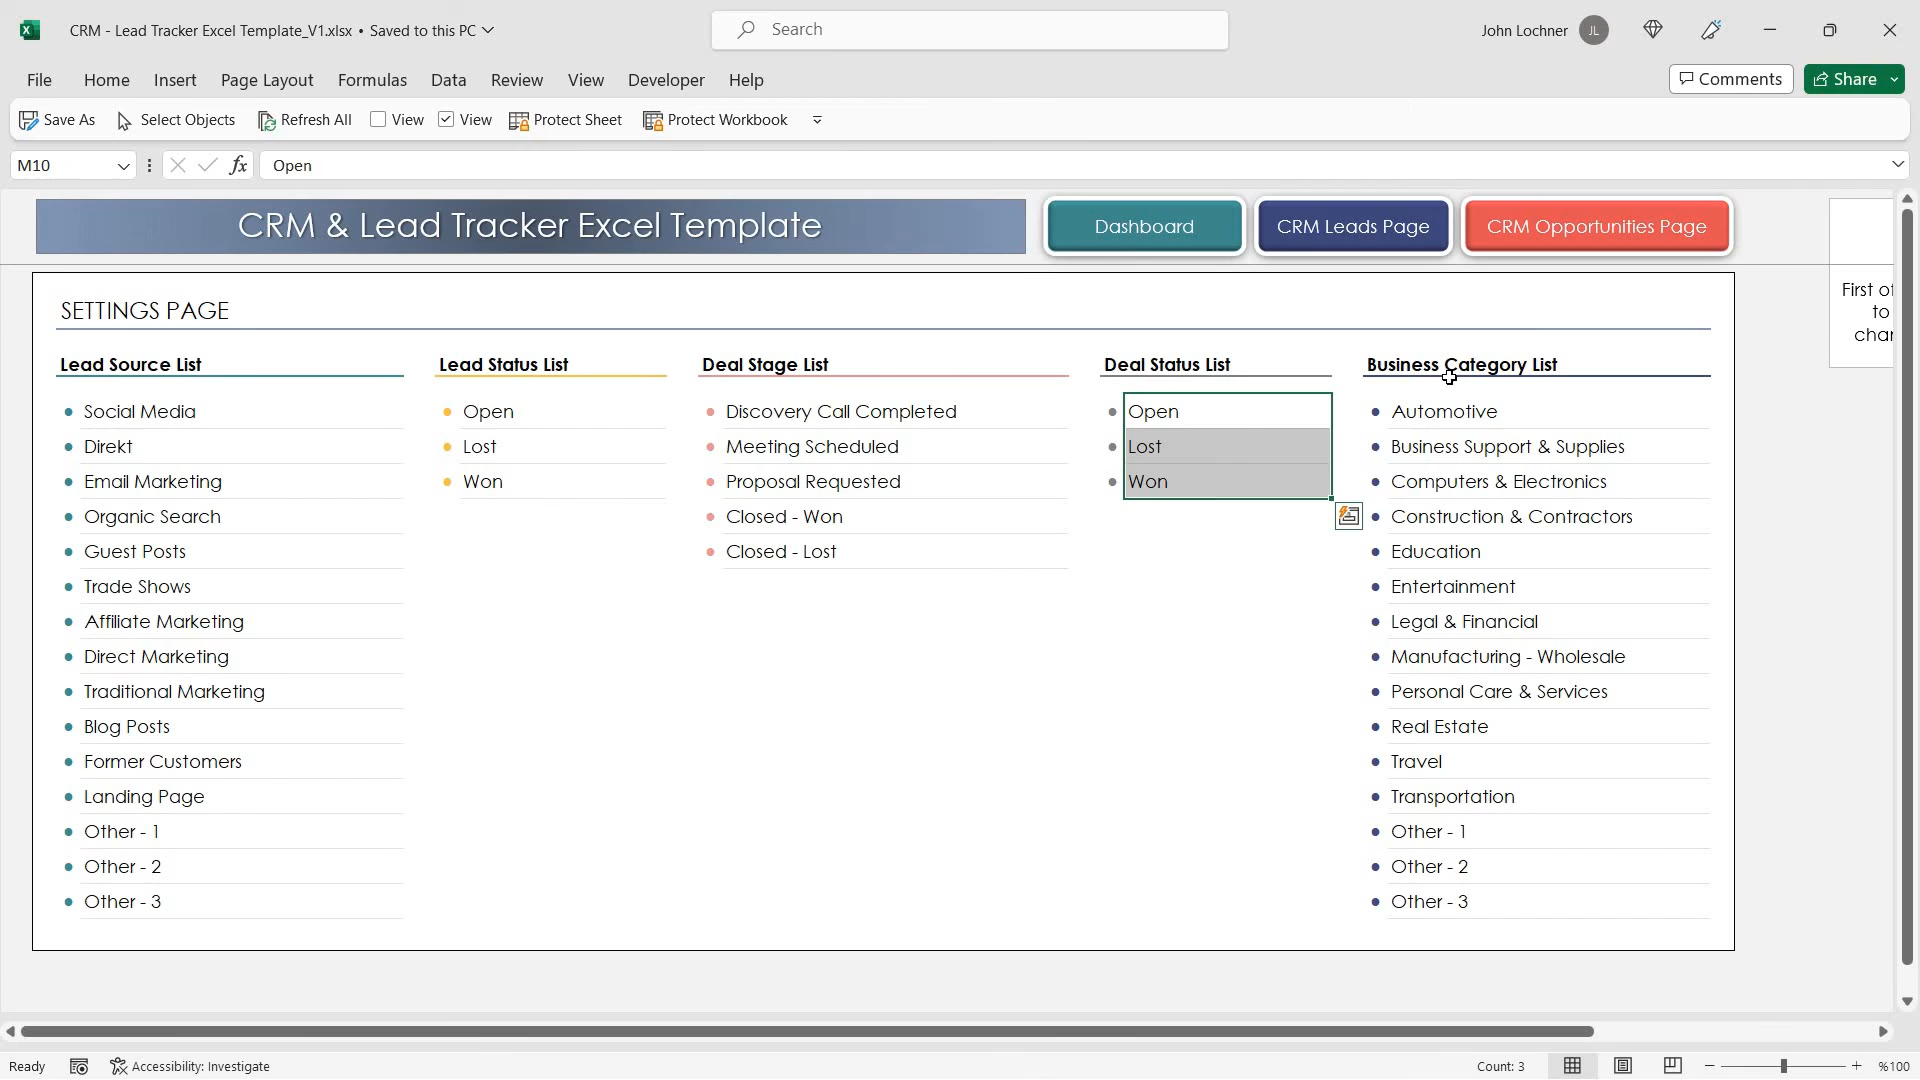 CRM - Lead Tracker Excel Template_V1.xlsx • Saved to this PC
Search
John Lochner
JL
File Home Insert Page Layout Formulas Data Review View Developer Help
Comments
Share
Save As Select Objects Refresh All View View Protect Sheet Protect Workbook
M10
fx
Open
CRM & Lead Tracker Excel Template
Dashboard
CRM Leads Page
CRM Opportunities Page
First of
to
char
SETTINGS PAGE
Lead Source List
Social Media
Direkt
Email Marketing
Organic Search
Guest Posts
Trade Shows
Affiliate Marketing
Direct Marketing
Traditional Marketing
Blog Posts
Former Customers
Landing Page
Other - 1
Other - 2
Other - 3
Lead Status List
Open
Lost
Won
Deal Stage List
Discovery Call Completed
Meeting Scheduled
Proposal Requested
Closed - Won
Closed - Lost
Deal Status List
Open
Lost
Won
Business Category List
Automotive
Business Support & Supplies
Computers & Electronics
Construction & Contractors
Education
Entertainment
Legal & Financial
Manufacturing - Wholesale
Personal Care & Services
Real Estate
Travel
Transportation
Other - 1
Other - 2
Other - 3
Ready
Accessibility: Investigate
Count: 3
%100